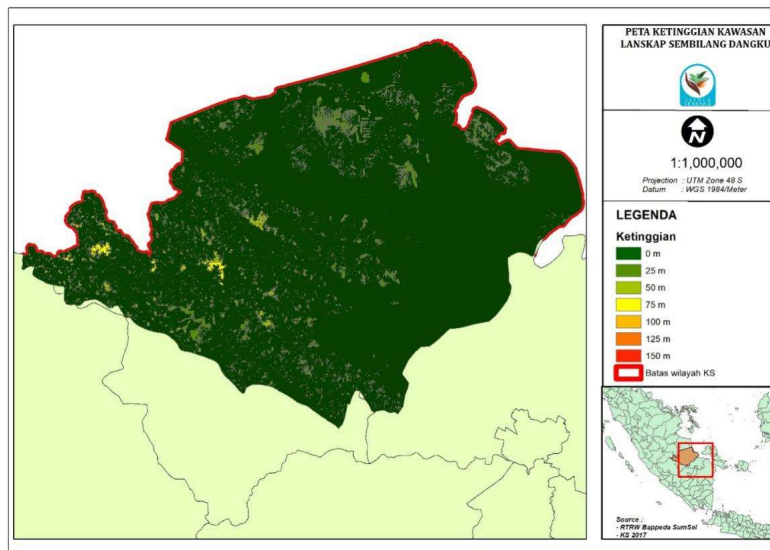 PETA KETINGGIAN KAWASAN
LANSKAP SEMBILANG DANGKU
N
1:1,000,000
Projection : UTM Zone 48 S
Datum : WGS 1984/Meter
LEGENDA
Ketinggian
0 m
25 m
50 m
75 m
100 m
125 m
150 m
Batas wilayah KS
Source :
- RTRW Bappeda SumSel
- KS 2017